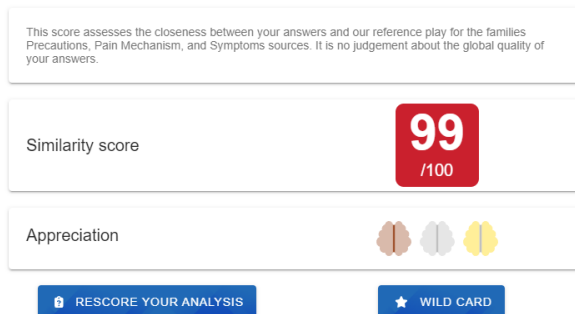 This score assesses the closeness between your answers and our reference play for the families
Precautions, Pain Mechanism, and Symptoms sources. It is no judgement about the global quality of
your answers.
Similarity score
99
/100
Appreciation
RESCORE YOUR ANALYSIS
WILD CARD